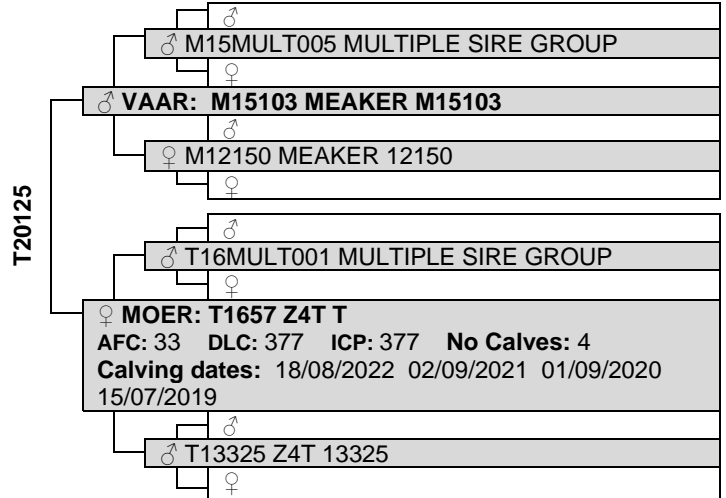 ♂
♂ M15MULT005 MULTIPLE SIRE GROUP
♀
♂ VAAR: M15103 MEAKER M15103
♂
♀ M12150 MEAKER 12150
♀
T20125
♂
♂ T16MULT001 MULTIPLE SIRE GROUP
♀
♀ MOER: T1657 Z4T T
AFC: 33 DLC: 377 ICP: 377 No Calves: 4
Calving dates: 18/08/2022 02/09/2021 01/09/2020
15/07/2019
♂
♂ T13325 Z4T 13325
♀